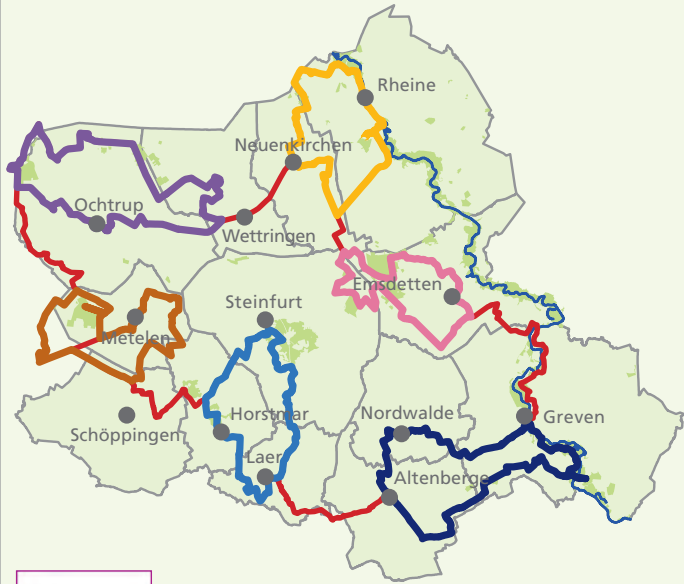 Rheine
Neuenkirchen
Ochtrup
Wettringen
Emsdetten
Steinfurt
Metelen
Horstmar
Nordwalde
Greven
Schöppingen
Laer
Altenberge